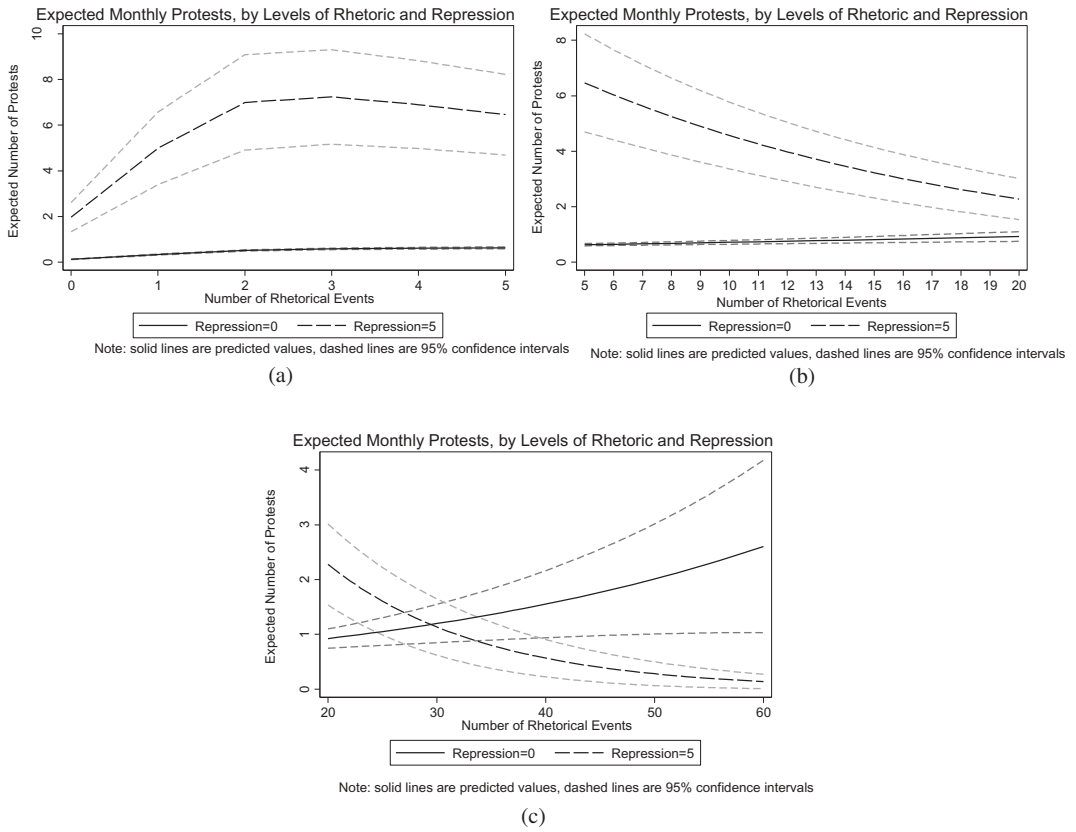 Expected Monthly Protests, by Levels of Rhetoric and Repression
Expected Number of Protests
10
8
6
4
2
0
0 1 2 3 4 5
Number of Rhetorical Events
Repression=0 Repression=5
Note: solid lines are predicted values, dashed lines are 95% confidence intervals
(a)
Expected Monthly Protests, by Levels of Rhetoric and Repression
Expected Number of Protests
8
6
4
2
0
5 6 7 8 9 10 11 12 13 14 15 16 17 18 19 20
Number of Rhetorical Events
Repression=0 Repression=5
Note: solid lines are predicted values, dashed lines are 95% confidence intervals
(b)
Expected Monthly Protests, by Levels of Rhetoric and Repression
Expected Number of Protests
4
3
2
1
0
20 30 40 50 60
Number of Rhetorical Events
Repression=0 Repression=5
Note: solid lines are predicted values, dashed lines are 95% confidence intervals
(c)